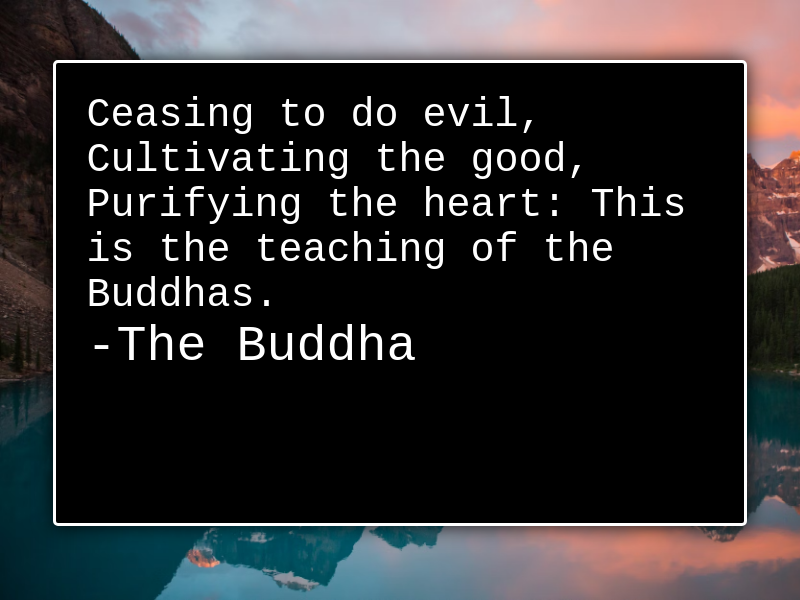 Ceasing to do evil,
Cultivating the good,
Purifying the heart: This
is the teaching of the
Buddhas.
-The Buddha